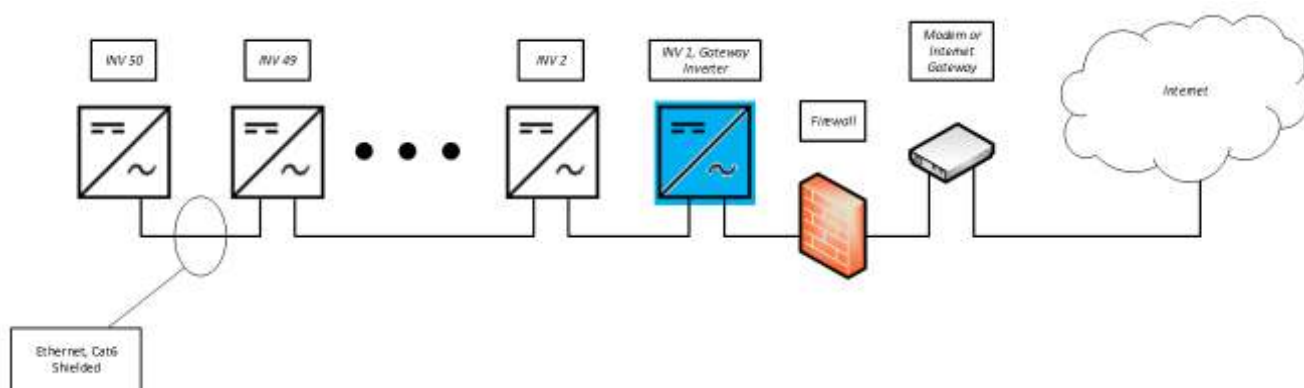 INV 50
INV 49
INV 2
INV 1, Gateway
Inverter
Firewall
Modem or
Internet
Gateway
Internet
Ethernet, Cat6
Shielded